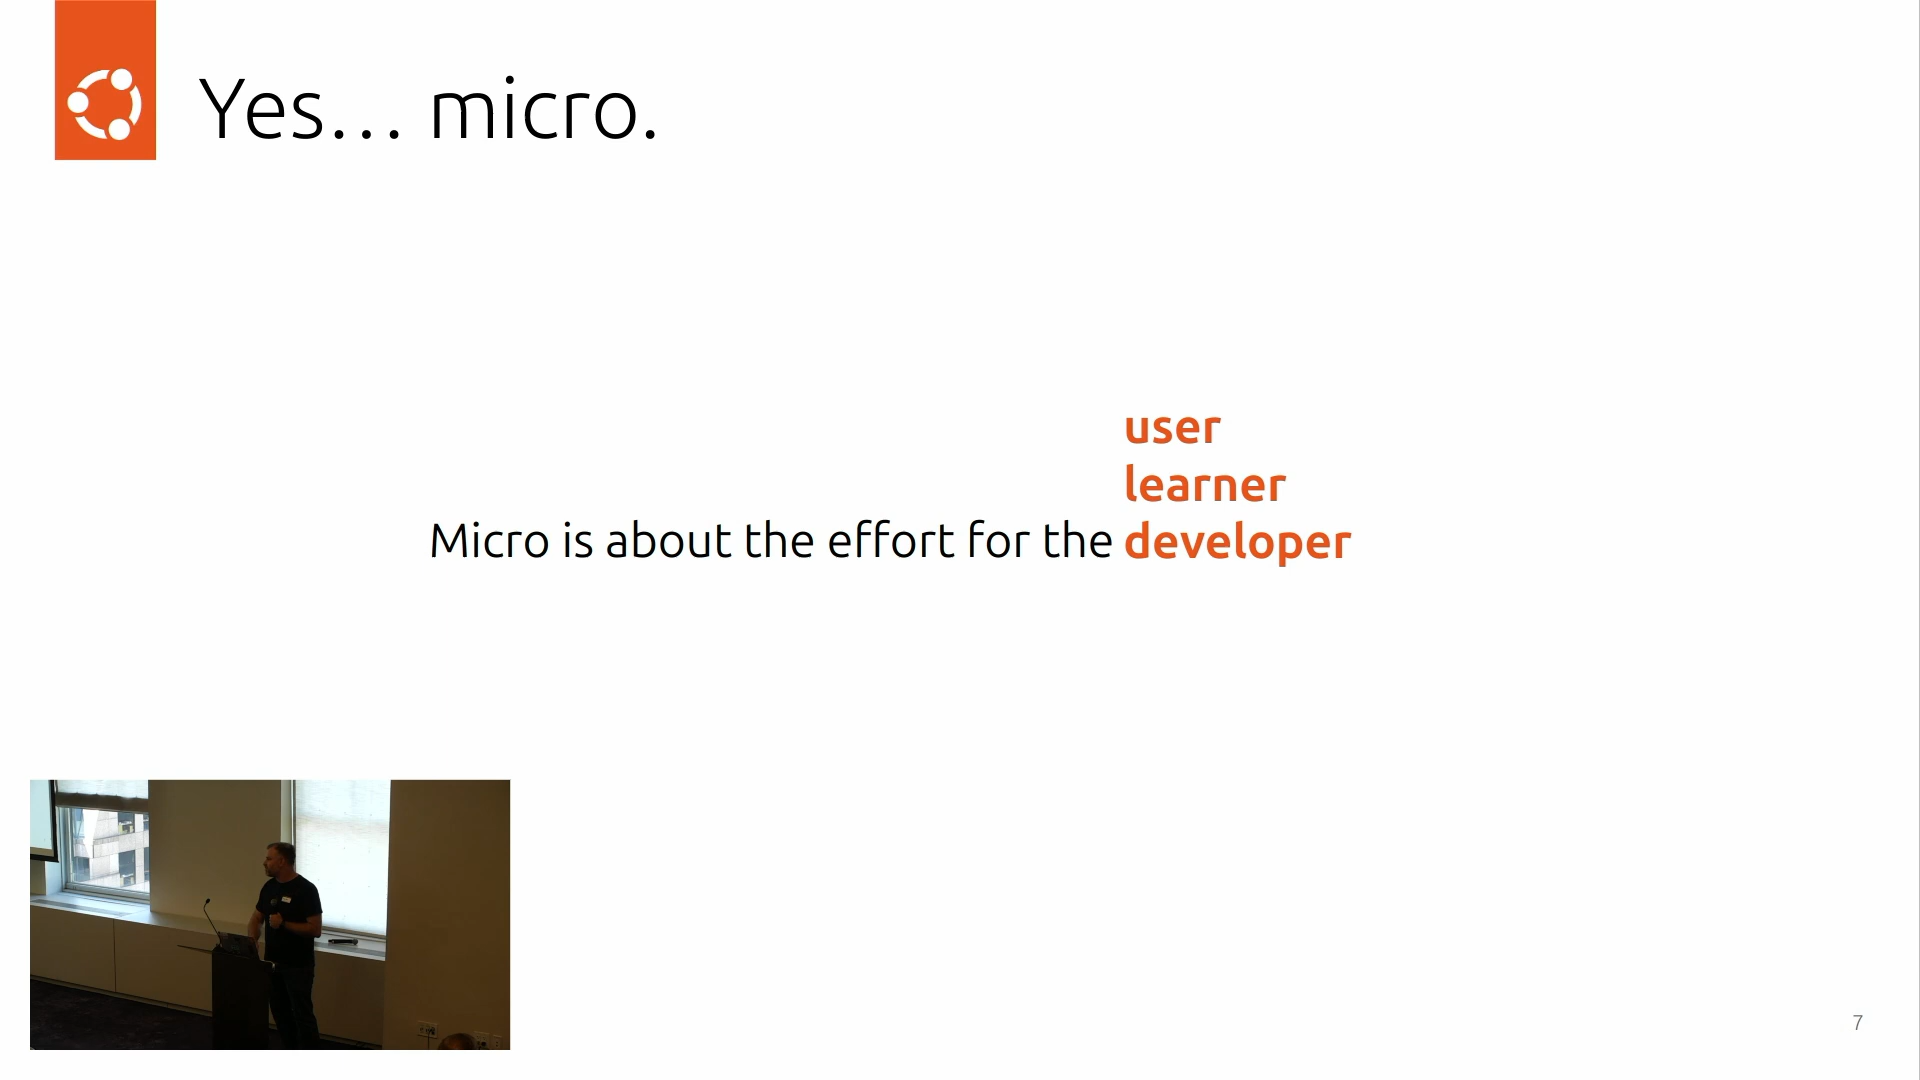 Yes… micro.
user
learner
Micro is about the effort for the developer
7